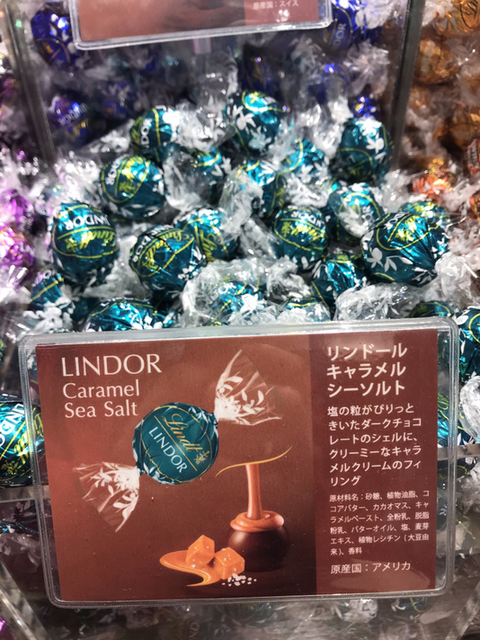 原産国：スイス
LINDOR
LINDOR
LINDOR
LINDOR
LINDOR
Lindt
LINDOR
Caramel
Sea Salt
Lindt
LINDOR
リンドール
キャラメル
シーソルト
塩の粒がぴりっと
きいたダークチョコ
レートのシェルに、
クリーミーなキャラ
メルクリームのフィ
リング
原材料名：砂糖、植物油脂、コ
コアバター、カカオマス、キャ
ラメルペースト、全粉乳、脱脂
粉乳、バターオイル、塩、麦芽
エキス、植物レシチン（大豆由
来）、香料
原産国：アメリカ